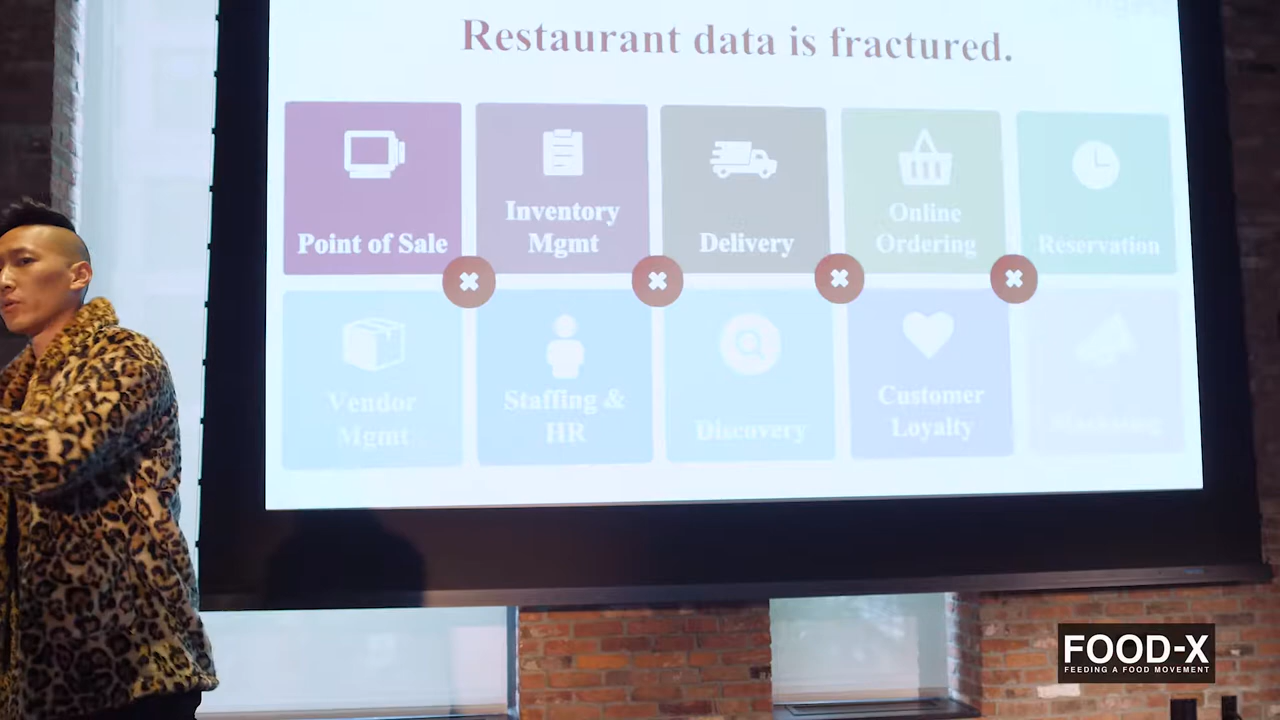 Restaurant data is fractured.
Point of Sale
Inventory
Mgmt
Delivery
Online
Ordering
Reservation
Vendor
Mgmt
Staffing &
HR
Discovery
Customer
Loyalty
Marketing
FOOD-X
FEEDING A FOOD MOVEMENT